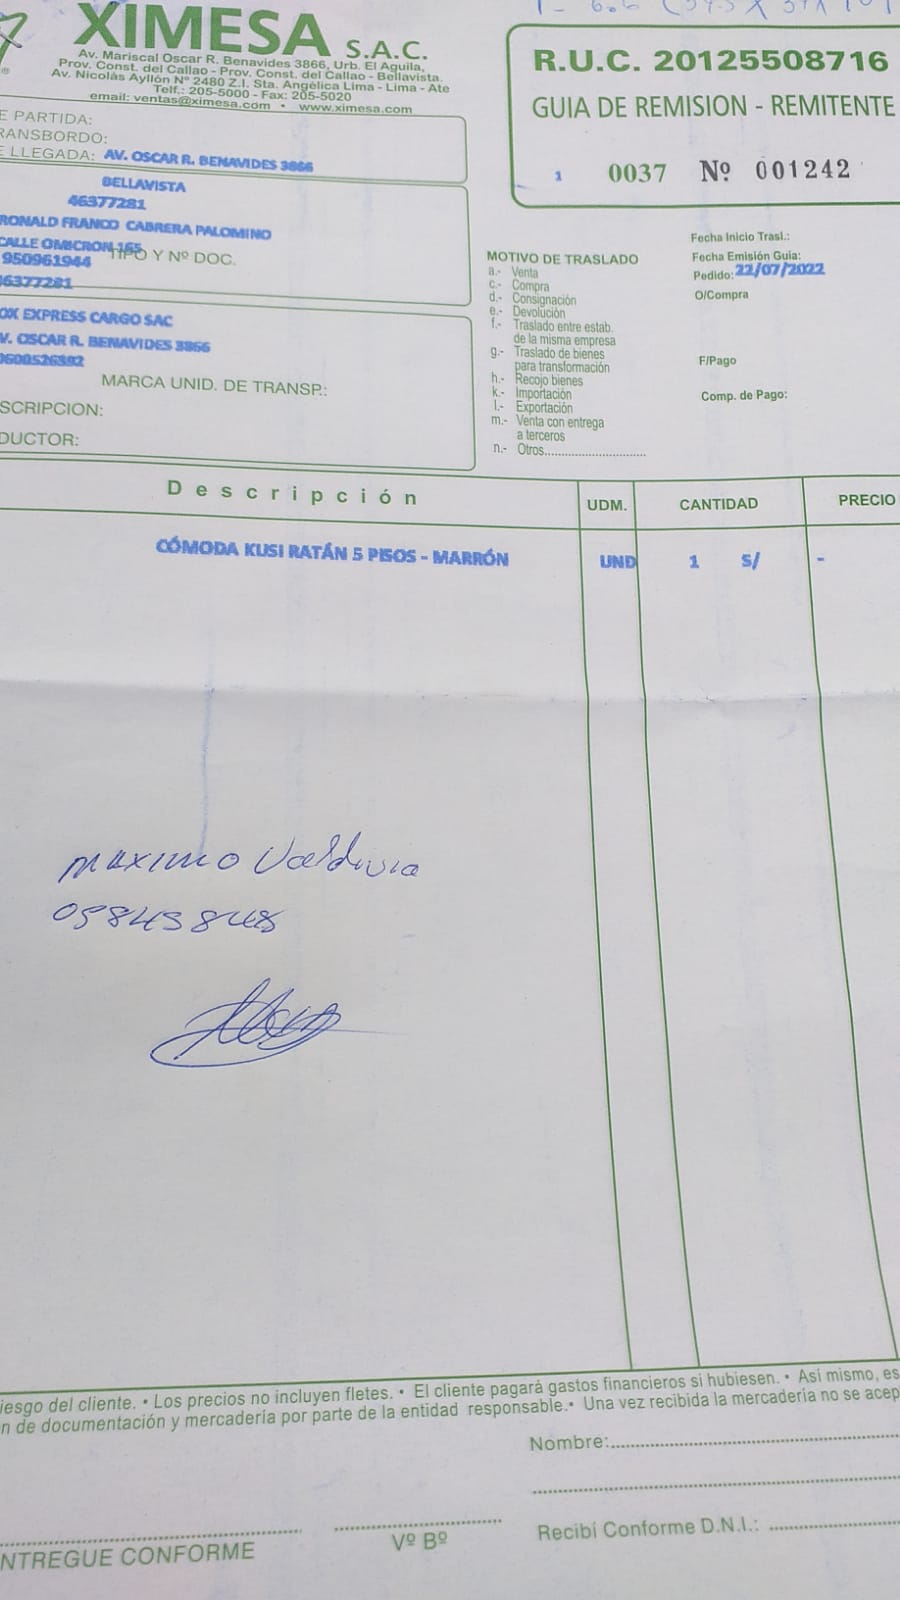 XIMESA S.A.C.
Av. Mariscal Oscar R. Benavides 3866, Urb. El Aguila,
Prov. Const. del Callao - Prov. Const. del Callao - Bellavista.
Av. Nicolás Ayllón Nº 2480 Z.I. Sta. Angélica Lima - Lima - Ate
Telf.: 205-5000 - Fax: 205-5020
email: ventas@ximesa.com • www.ximesa.com
R.U.C. 20125508716
GUIA DE REMISION - REMITENTE
1 0037 Nº 001242
E PARTIDA:
RANSBORDO:
E LLEGADA: AV. OSCAR R. BENAVIDES 3866
BELLAVISTA
46377281
RONALD FRANCO CABRERA PALOMINO
CALLE OMICRON 165
TIPO Y Nº DOC.
950961944
46377281
OX EXPRESS CARGO SAC
V. OSCAR R. BENAVIDES 3866
0600526392
MARCA UNID. DE TRANSP.:
SCRIPCION:
DUCTOR:
MOTIVO DE TRASLADO
a.- Venta
c.- Compra
d.- Consignación
e.- Devolución
f.- Traslado entre estab.
de la misma empresa
g.- Traslado de bienes
para transformación
h.- Recojo bienes
k.- Importación
l.- Exportación
m.- Venta con entrega
a terceros
n.- Otros..............................
Fecha Inicio Trasl.:
Fecha Emisión Guia:
Pedido: 22/07/2022
O/Compra
F/Pago
Comp. de Pago:
Descripción UDM. CANTIDAD PRECIO
CÓMODA KUSI RATÁN 5 PISOS - MARRÓN UND 1 S/ -
Maximo Valdivia
05845848
iesgo del cliente. • Los precios no incluyen fletes. • El cliente pagará gastos financieros si hubiesen. • Así mismo, es
n de documentación y mercadería por parte de la entidad responsable. • Una vez recibida la mercadería no se acep
Nombre:
Recibí Conforme D.N.I.:
Vº Bº
NTREGUE CONFORME